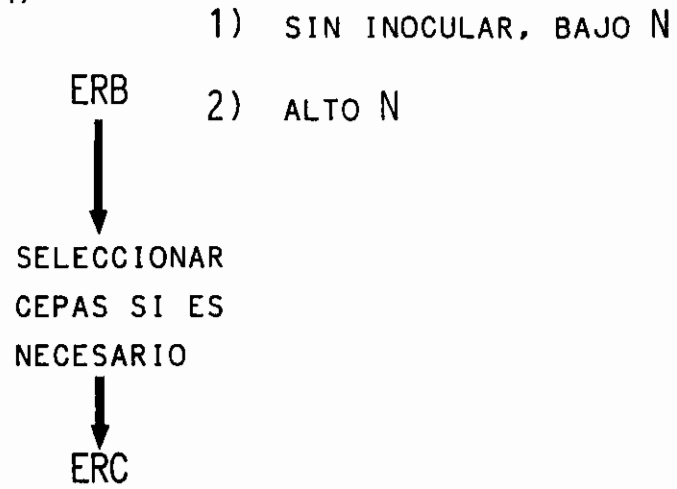 1) SIN INOCULAR, BAJO N
ERB
2) ALTO N
SELECCIONAR
CEPAS SI ES
NECESARIO
ERC